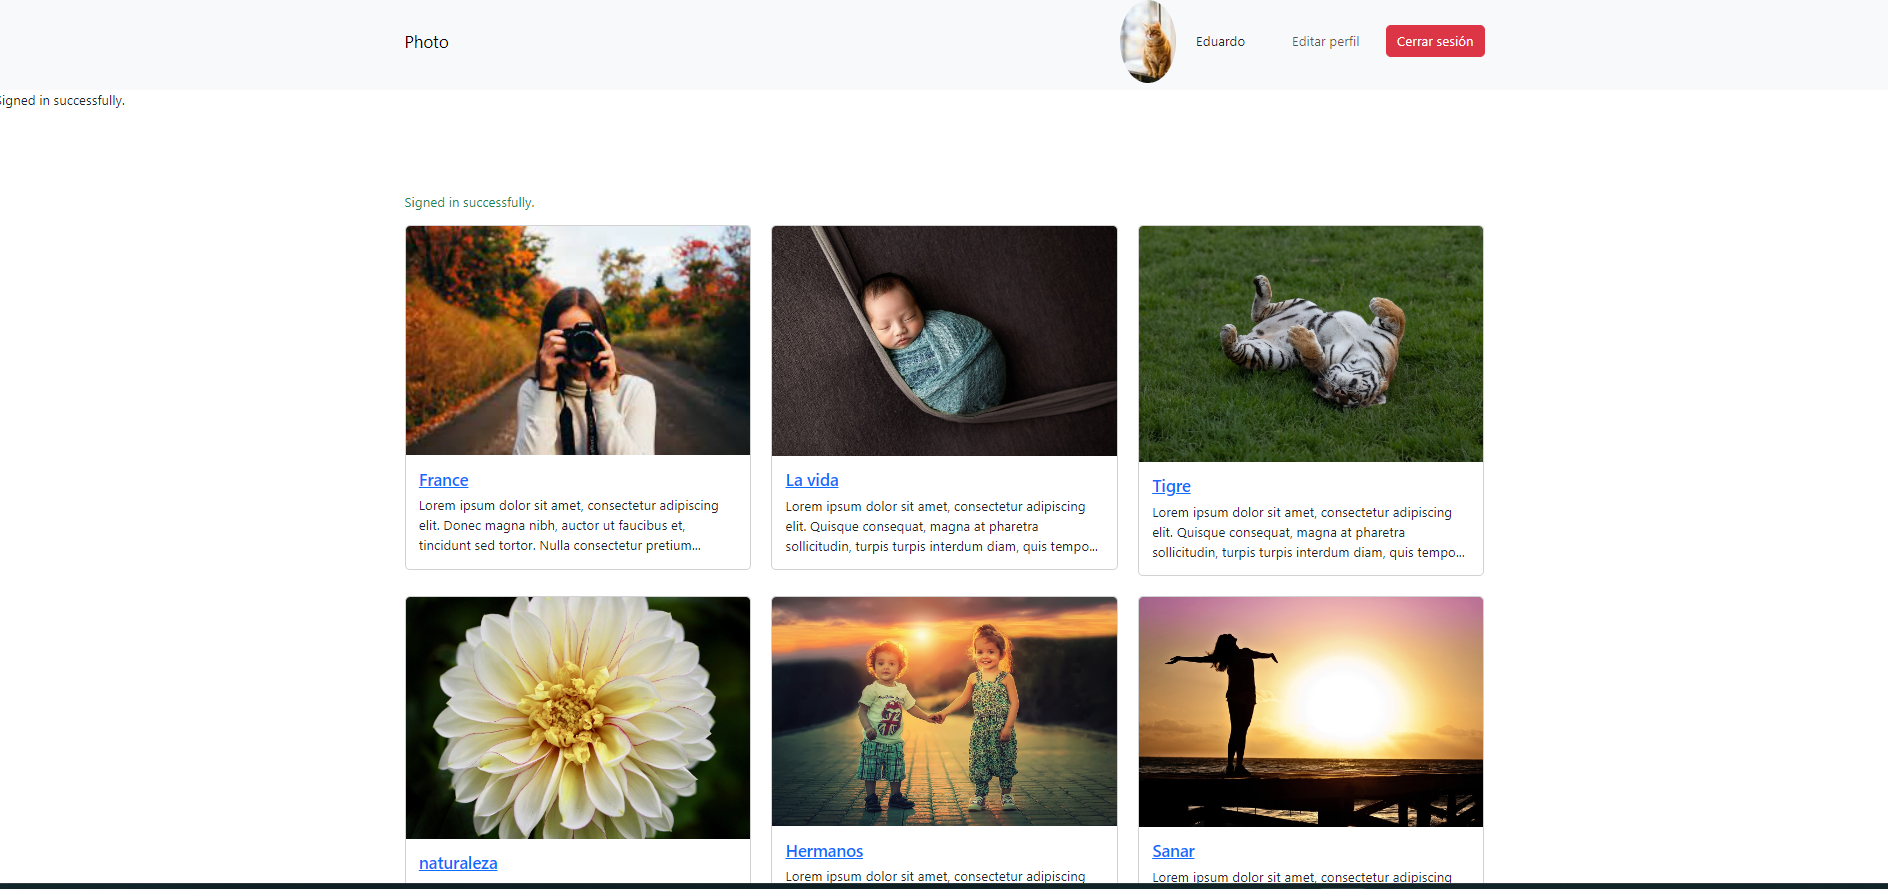 Photo
Eduardo
Editar perfil
Cerrar sesión
Signed in successfully.
Signed in successfully.
France
Lorem ipsum dolor sit amet, consectetur adipiscing
elit. Donec magna nibh, auctor ut faucibus et,
tincidunt sed tortor. Nulla consectetur pretium...
La vida
Lorem ipsum dolor sit amet, consectetur adipiscing
elit. Quisque consequat, magna at pharetra
sollicitudin, turpis turpis interdum diam, quis tempo...
Tigre
Lorem ipsum dolor sit amet, consectetur adipiscing
elit. Quisque consequat, magna at pharetra
sollicitudin, turpis turpis interdum diam, quis tempo...
naturaleza
Hermanos
Lorem ipsum dolor sit amet, consectetur adipiscing
Sanar
Lorem ipsum dolor sit amet, consectetur adipiscing